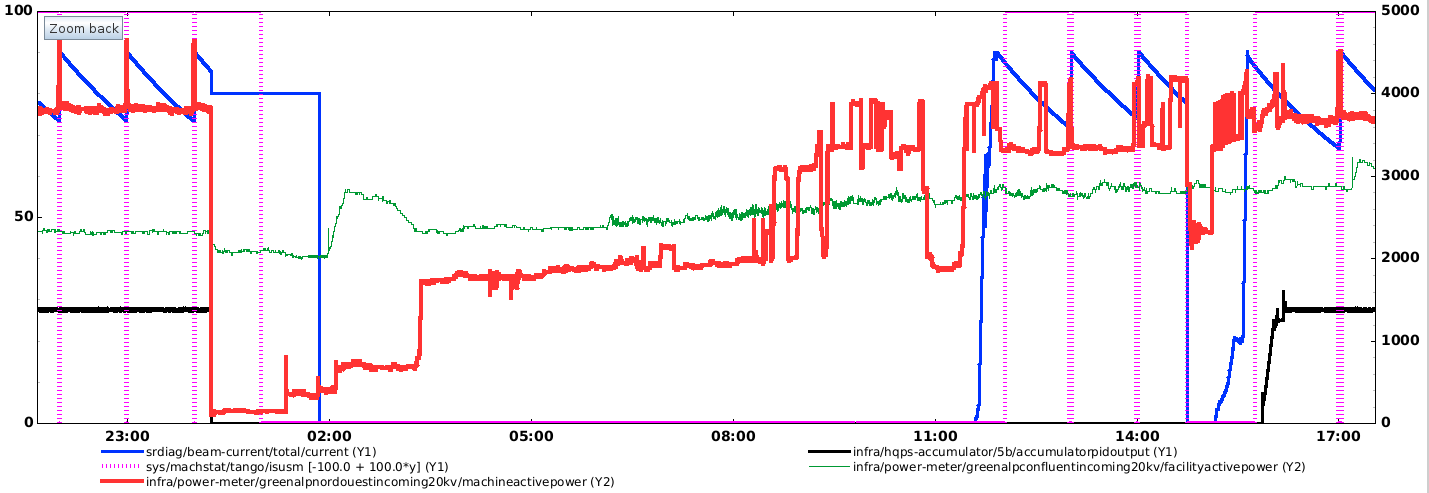 100
5000
Zoom back
4000
3000
50
2000
1000
0
0
23:00
02:00
05:00
08:00
11:00
14:00
17:00
srdiag/beam-current/total/current (Y1)
infra/hqps-accumulator/5b/accumulatorpidoutput (Y1)
sys/machstat/tango/isusm [-100.0 + 100.0*y] (Y1)
infra/power-meter/greenalpconfluentincoming20kv/facilityactivepower (Y2)
infra/power-meter/greenalpnordouestincoming20kv/machineactivepower (Y2)